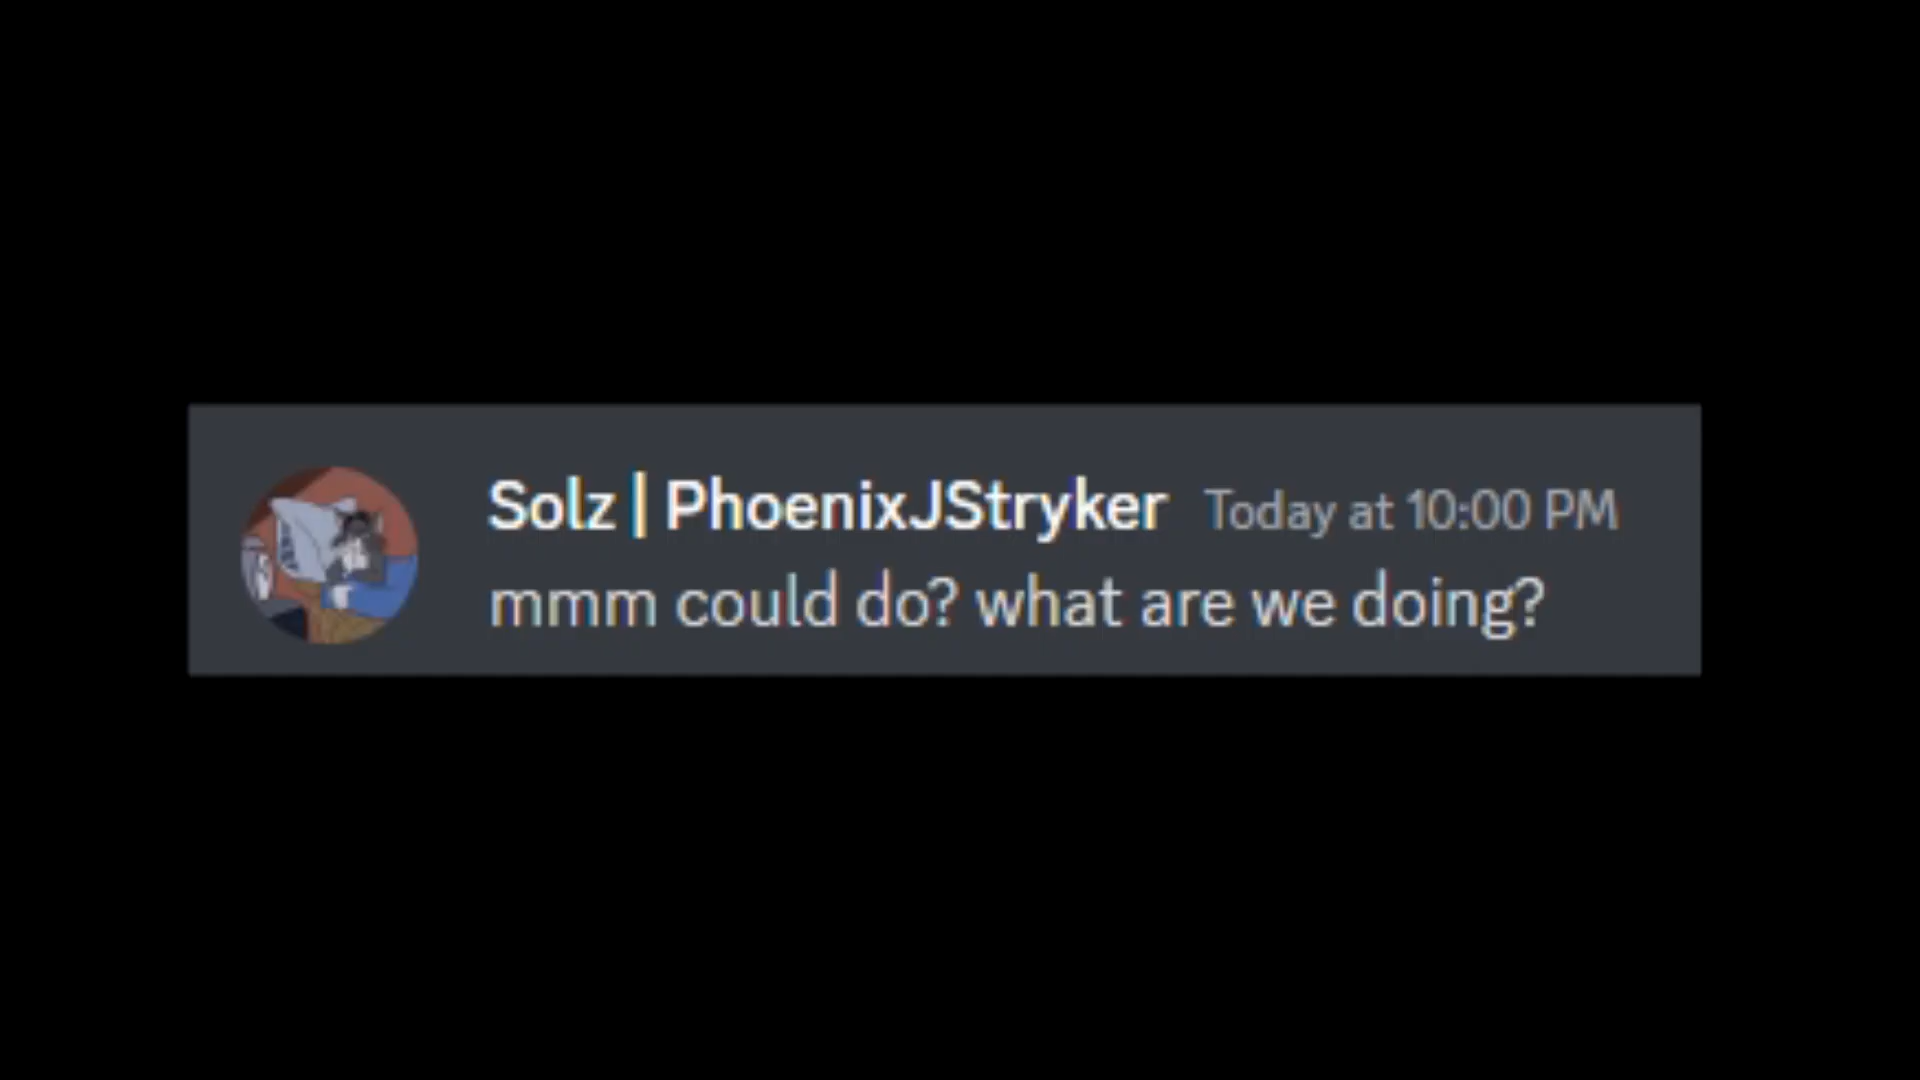 Solz | PhoenixJStryker Today at 10:00 PM
mmm could do? what are we doing?